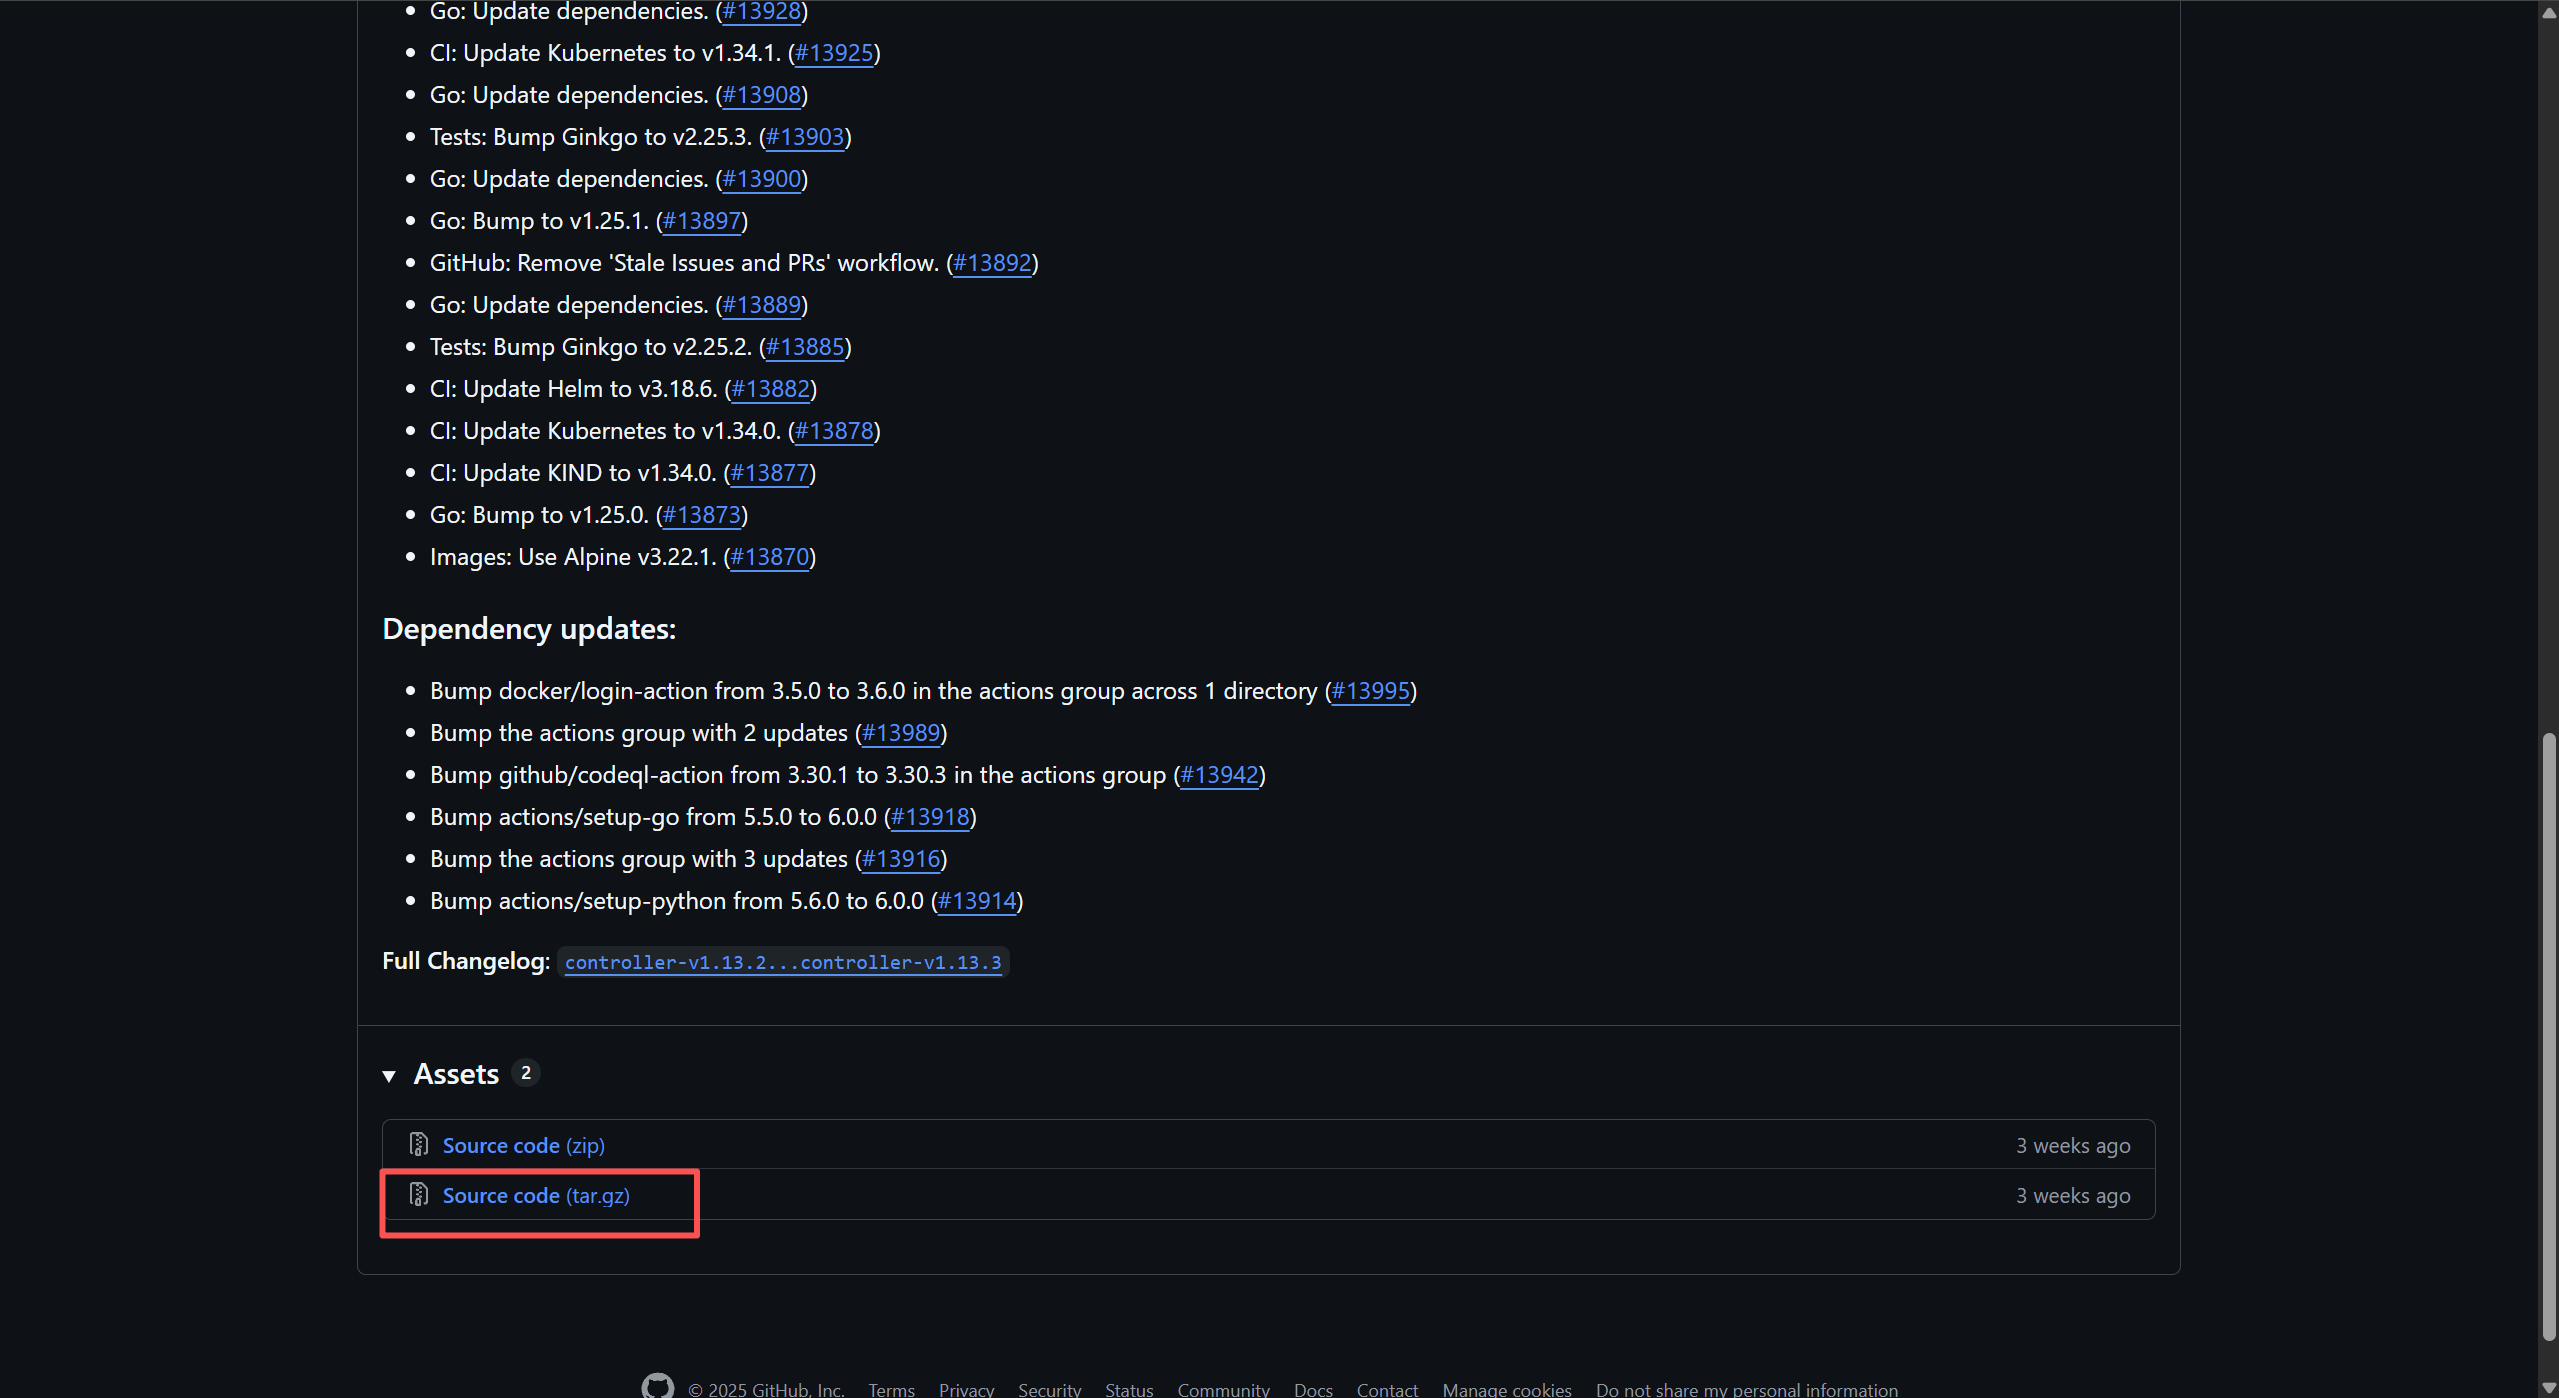 Go: Update dependencies. (#13928)
CI: Update Kubernetes to v1.34.1. (#13925)
Go: Update dependencies. (#13908)
Tests: Bump Ginkgo to v2.25.3. (#13903)
Go: Update dependencies. (#13900)
Go: Bump to v1.25.1. (#13897)
GitHub: Remove 'Stale Issues and PRs' workflow. (#13892)
Go: Update dependencies. (#13889)
Tests: Bump Ginkgo to v2.25.2. (#13885)
CI: Update Helm to v3.18.6. (#13882)
CI: Update Kubernetes to v1.34.0. (#13878)
CI: Update KIND to v1.34.0. (#13877)
Go: Bump to v1.25.0. (#13873)
Images: Use Alpine v3.22.1. (#13870)
Dependency updates:
Bump docker/login-action from 3.5.0 to 3.6.0 in the actions group across 1 directory (#13995)
Bump the actions group with 2 updates (#13989)
Bump github/codeql-action from 3.30.1 to 3.30.3 in the actions group (#13942)
Bump actions/setup-go from 5.5.0 to 6.0.0 (#13918)
Bump the actions group with 3 updates (#13916)
Bump actions/setup-python from 5.6.0 to 6.0.0 (#13914)
Full Changelog: controller-v1.13.2...controller-v1.13.3
Assets 2
Source code (zip) 3 weeks ago
Source code (tar.gz) 3 weeks ago
© 2025 GitHub, Inc. Terms Privacy Security Status Community Docs Contact Manage cookies Do not share my personal information